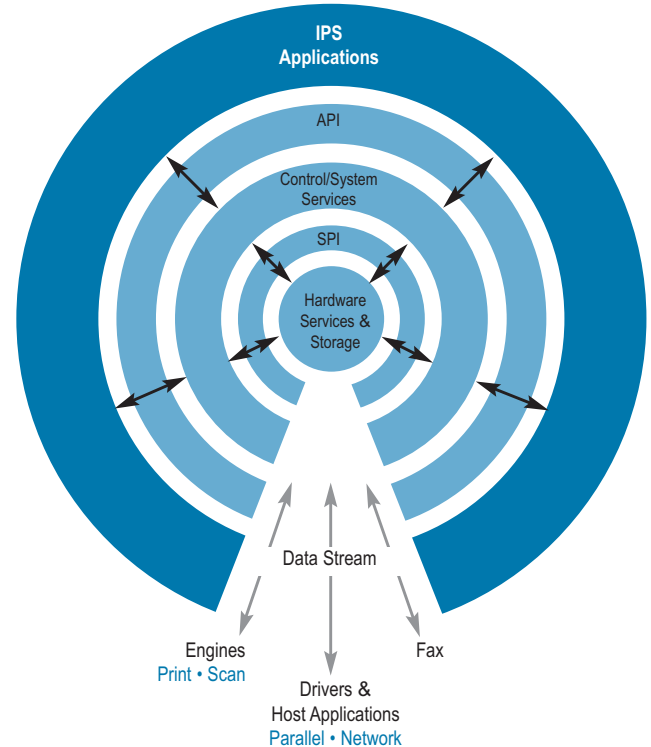 IPS
Applications
API
Control/System
Services
SPI
Hardware
Services &
Storage
Data Stream
Engines
Print • Scan
Fax
Drivers &
Host Applications
Parallel • Network